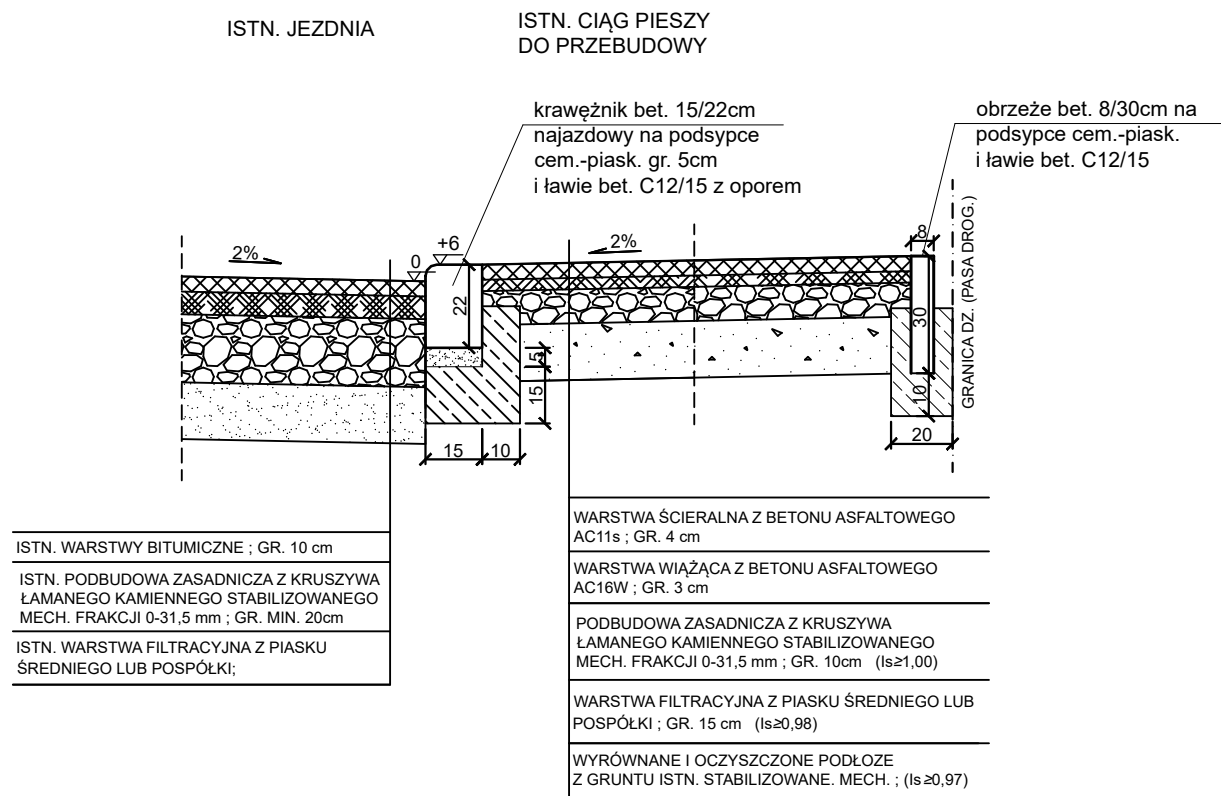 ISTN. JEZDNIA
ISTN. CIĄG PIESZY
DO PRZEBUDOWY
krawężnik bet. 15/22cm
najazdowy na podsypce
cem.-piask. gr. 5cm
i ławie bet. C12/15 z oporem
obrzeże bet. 8/30cm na
podsypce cem.-piask.
i ławie bet. C12/15
2%
0
+6
2%
8
22
30
5
15
10
15
10
20
GRANICA DZ. (PASA DROG.)
ISTN. WARSTWY BITUMICZNE ; GR. 10 cm
ISTN. PODBUDOWA ZASADNICZA Z KRUSZYWA
ŁAMANEGO KAMIENNEGO STABILIZOWANEGO
MECH. FRAKCJI 0-31,5 mm ; GR. MIN. 20cm
ISTN. WARSTWA FILTRACYJNA Z PIASKU
ŚREDNIEGO LUB POSPÓŁKI;
WARSTWA ŚCIERALNA Z BETONU ASFALTOWEGO
AC11s ; GR. 4 cm
WARSTWA WIĄŻĄCA Z BETONU ASFALTOWEGO
AC16W ; GR. 3 cm
PODBUDOWA ZASADNICZA Z KRUSZYWA
ŁAMANEGO KAMIENNEGO STABILIZOWANEGO
MECH. FRAKCJI 0-31,5 mm ; GR. 10cm (Is≥1,00)
WARSTWA FILTRACYJNA Z PIASKU ŚREDNIEGO LUB
POSPÓŁKI ; GR. 15 cm (Is≥0,98)
WYRÓWNANE I OCZYSZCZONE PODŁOZE
Z GRUNTU ISTN. STABILIZOWANE. MECH. ; (Is≥0,97)